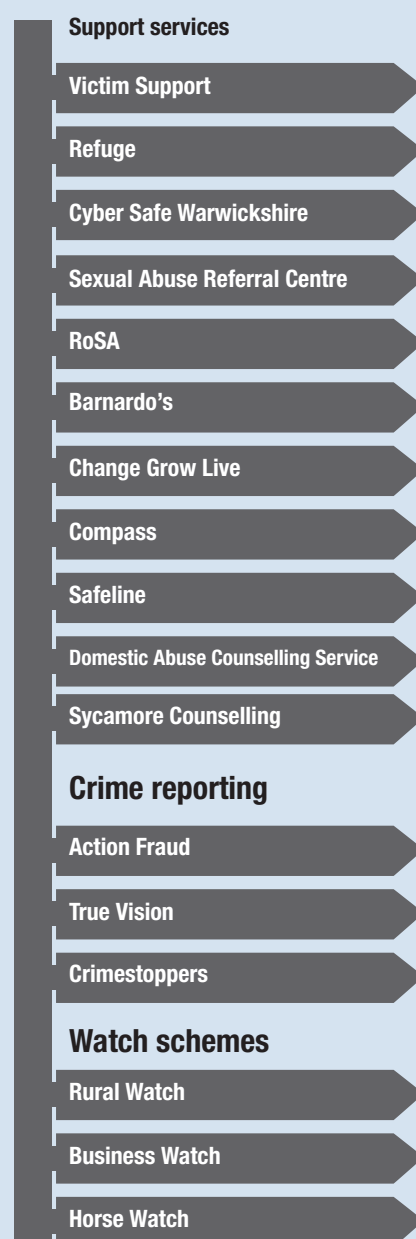 Support services
Victim Support
Refuge
Cyber Safe Warwickshire
Sexual Abuse Referral Centre
RoSA
Barnardo’s
Change Grow Live
Compass
Safeline
Domestic Abuse Counselling Service
Sycamore Counselling
Crime reporting
Action Fraud
True Vision
Crimestoppers
Watch schemes
Rural Watch
Business Watch
Horse Watch